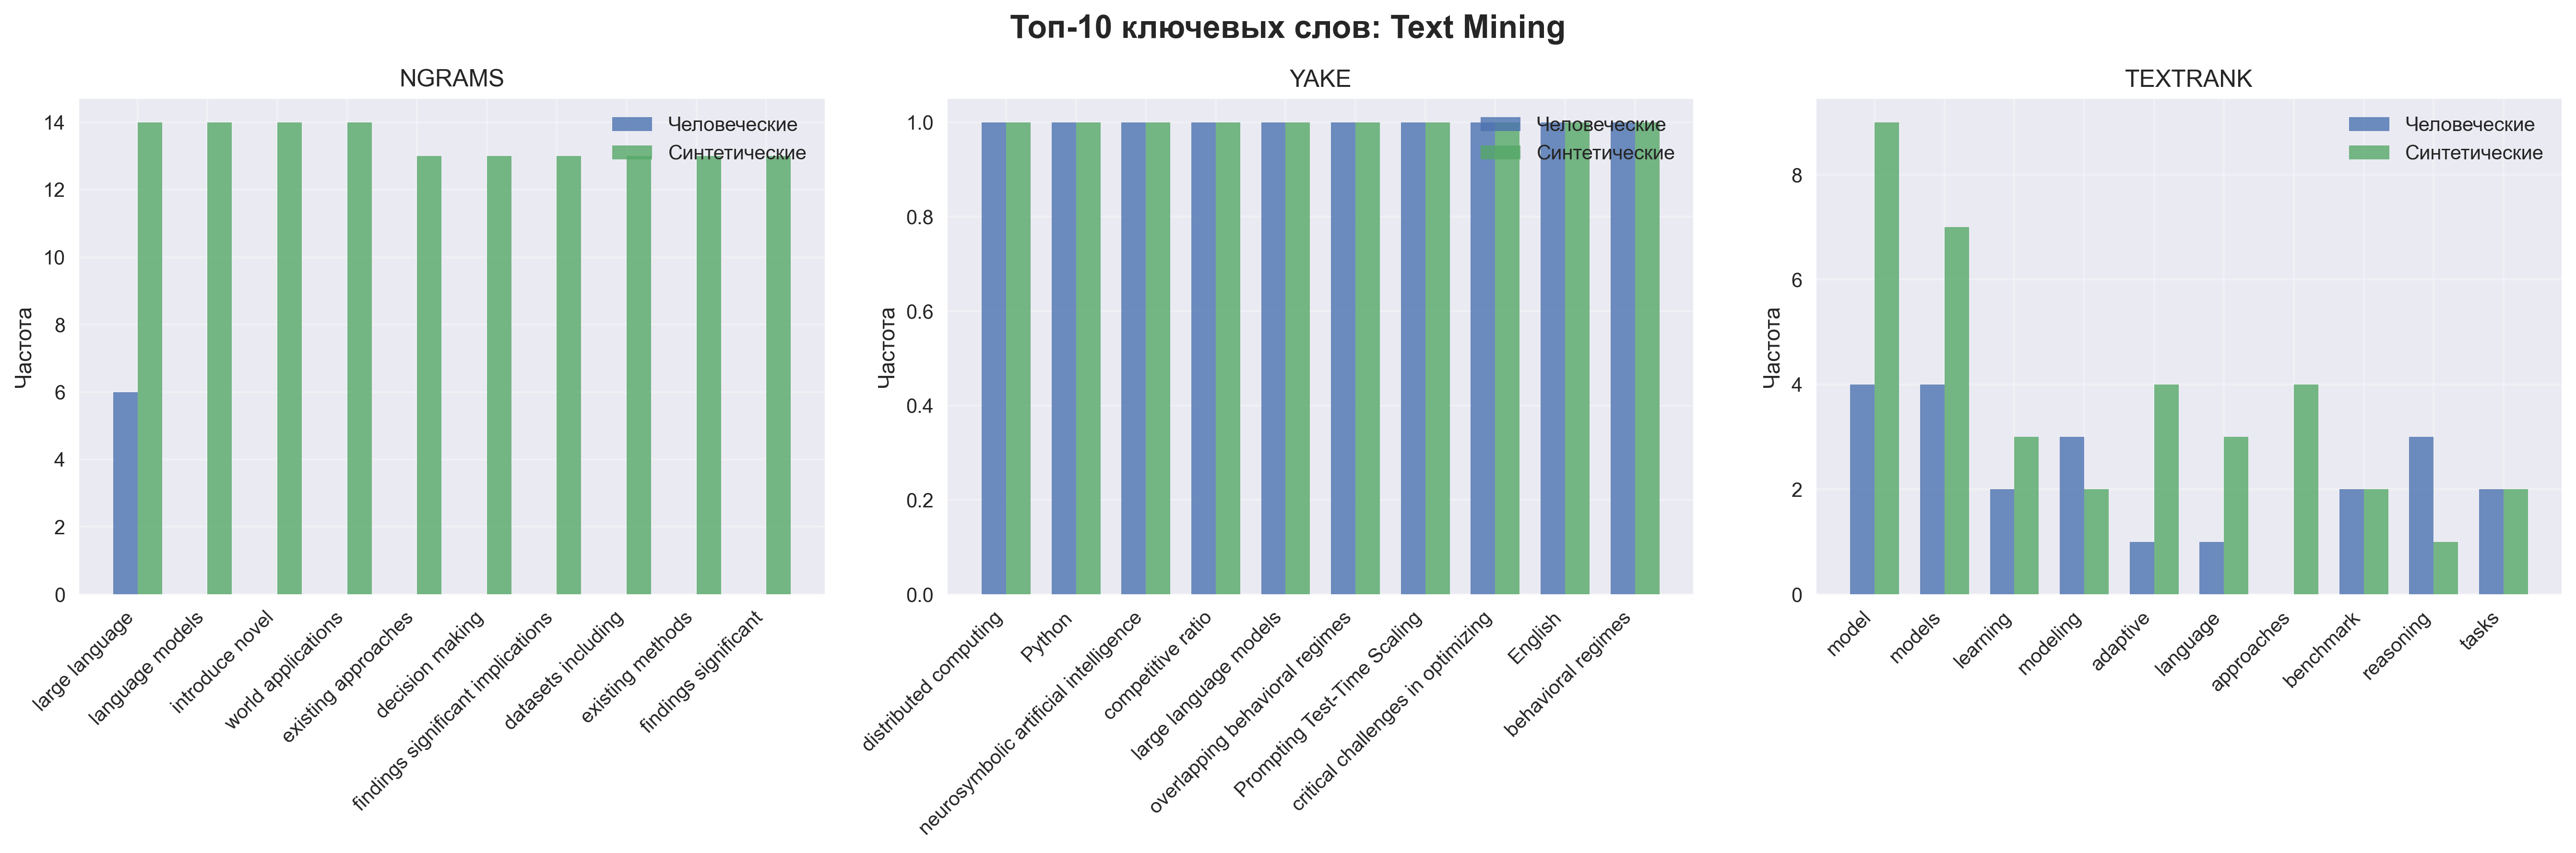 Топ-10 ключевых слов: Text Mining
NGRAMS
Частота
14
12
10
8
6
4
2
0
Человеческие
Синтетические
large language
language models
introduce novel
world applications
existing approaches
decision making
findings significant implications
datasets including
existing methods
findings significant
YAKE
Частота
1.0
0.8
0.6
0.4
0.2
0.0
Человеческие
Синтетические
distributed computing
Python
neurosymbolic artificial intelligence
competitive ratio
large language models
overlapping behavioral regimes
Prompting Test-Time Scaling
critical challenges in optimizing
English
behavioral regimes
TEXTRANK
Частота
8
6
4
2
0
Человеческие
Синтетические
model
models
learning
modeling
adaptive
language
approaches
benchmark
reasoning
tasks